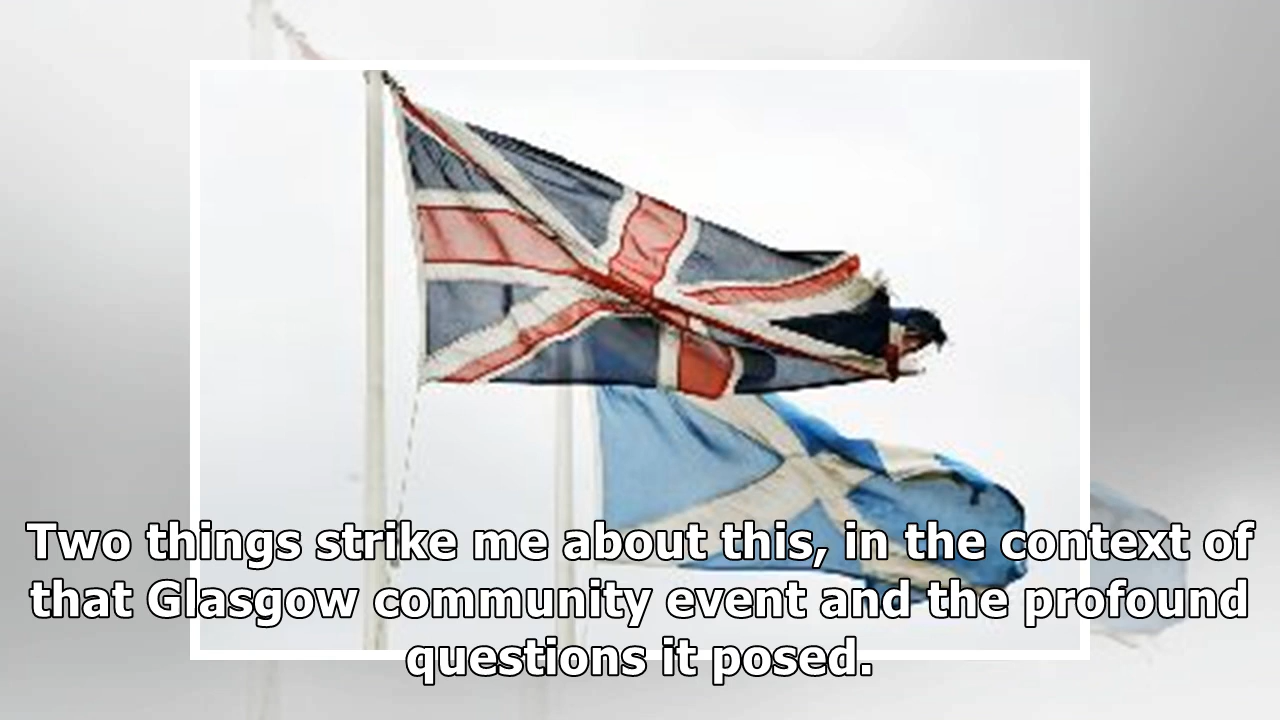 Two things strike me about this, in the context of
that Glasgow community event and the profound
questions it posed.